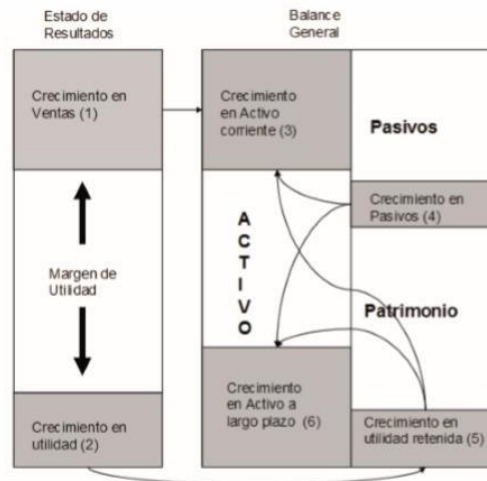 Estado de
Resultados
Balance
General
Crecimiento en
Ventas (1)
Crecimiento
en Activo
corriente (3)
Pasivos
Crecimiento en
Pasivos (4)
ACTIVO
Margen de
Utilidad
Patrimonio
Crecimiento
en Activo a
largo plazo (6)
Crecimiento en
utilidad (2)
Crecimiento en
utilidad retenida (5)